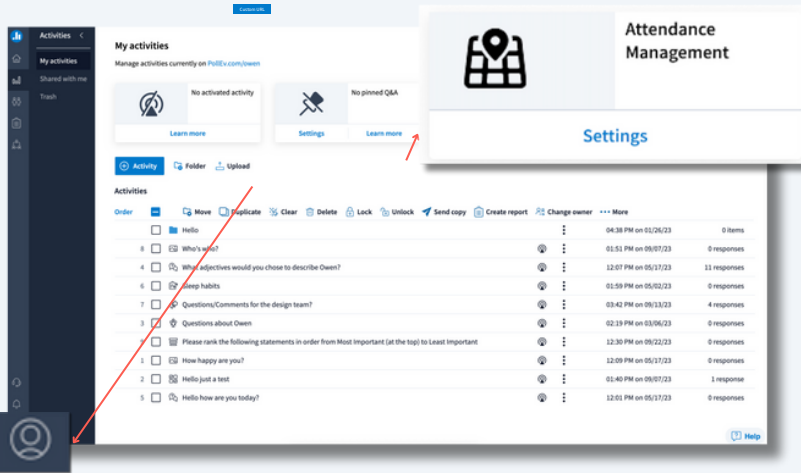 Custom URL
Activities
My activities
Shared with me
Trash
My activities
Manage activities currently on PollEv.com/owen
No activated activity
Learn more
No pinned Q&A
Settings Learn more
Attendance
Management
Settings
Activity Folder Upload
Activities
Order Move Duplicate Clear Delete Lock Unlock Send copy Create report Change owner More
Hello 04:38 PM on 01/26/23 0 items
8 Who's who? 01:51 PM on 09/07/23 0 responses
4 What adjectives would you chose to describe Owen? 12:07 PM on 05/17/23 11 responses
6 Sleep habits 01:59 PM on 05/02/23 0 responses
7 Questions/Comments for the design team? 03:42 PM on 09/13/23 4 responses
3 Questions about Owen 02:19 PM on 03/06/23 0 responses
Please rank the following statements in order from Most Important (at the top) to Least Important 12:30 PM on 09/22/23 0 responses
1 How happy are you? 12:09 PM on 05/17/23 0 responses
2 Hello just a test 01:40 PM on 09/07/23 1 response
5 Hello how are you today? 12:01 PM on 05/17/23 0 responses
Help